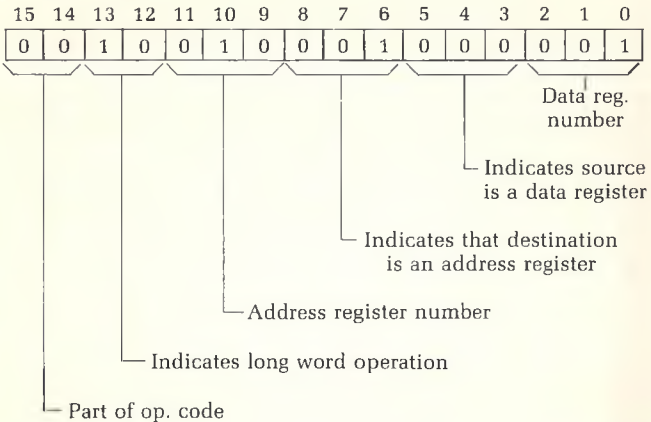 15 14 13 12 11 10 9 8 7 6 5 4 3 2 1 0
0 0 1 0 0 1 0 0 0 1 0 0 0 0 0 1
Data reg.
number
Indicates source
is a data register
Indicates that destination
is an address register
Address register number
Indicates long word operation
Part of op. code